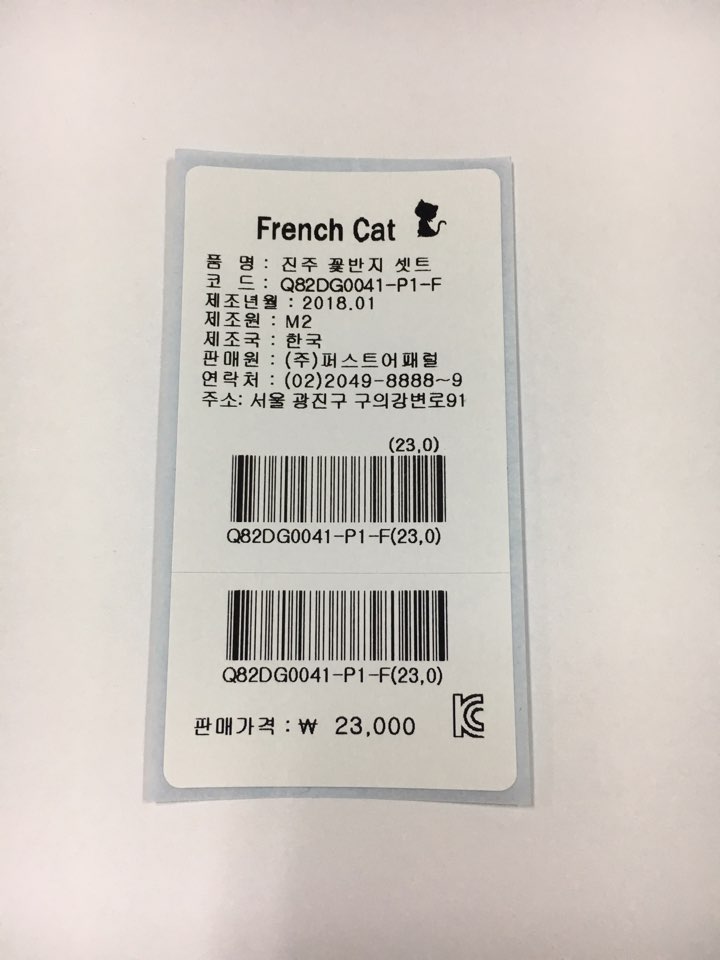 French Cat
품 명 : 진주 꽃반지 셋트
코 드 : Q82DG0041-P1-F
제조년월 : 2018.01
제조원 : M2
제조국 : 한국
판매원 : (주)퍼스트어패럴
연락처 : (02)2049-8888~9
주소: 서울 광진구 구의강변로91
(23,0)
Q82DG0041-P1-F(23,0)
Q82DG0041-P1-F(23,0)
판매가격 : ₩ 23,000
KC